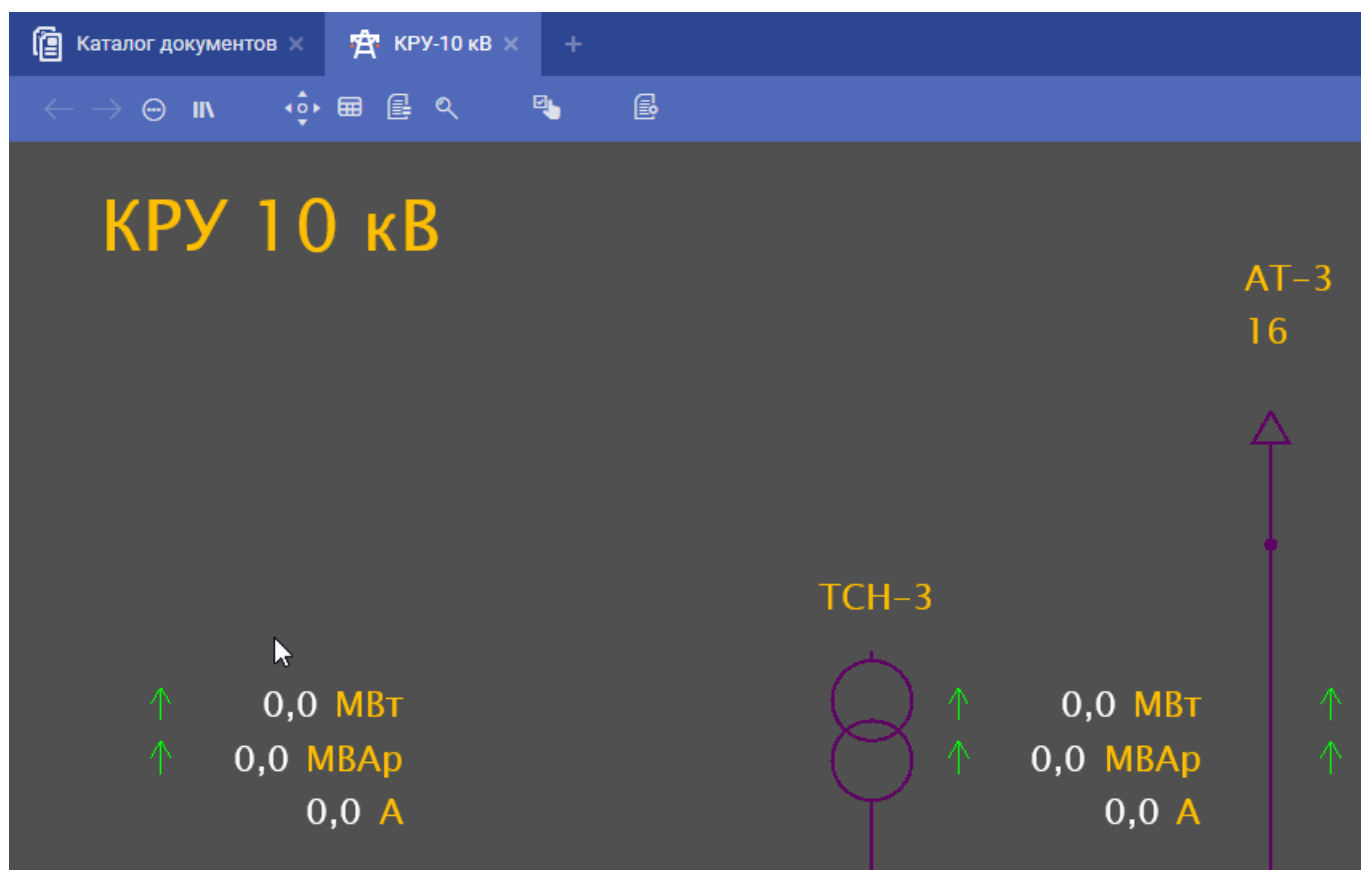 Каталог документов
КРУ-10 кВ
КРУ 10 кВ
АТ-3
16
ТСН-3
0,0 МВт
0,0 МВАр
0,0 А
0,0 МВт
0,0 МВАр
0,0 А